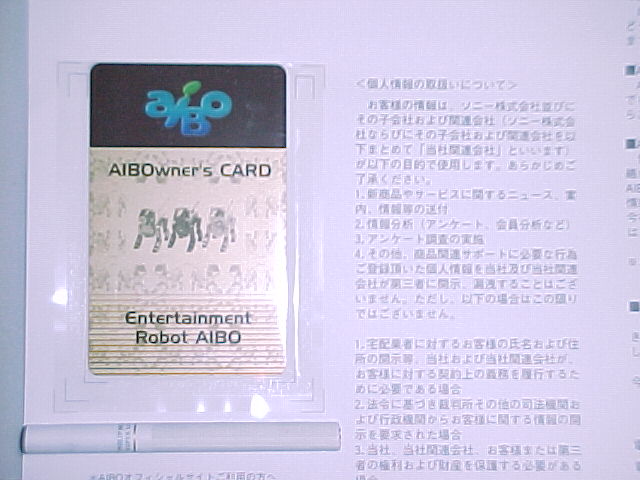 aiBO
AIBOwner's CARD
Entertainment
Robot AIBO
＜個人情報の取扱いについて＞
お客様の情報は、ソニー株式会社並びに
その子会社および関連会社（ソニー株式会
社ならびにその子会社および関連会社を以
下まとめて「当社関連会社」といいます）
が以下の目的で使用します。あらかじめご
了承ください。
1.新商品やサービスに関するニュース、案
内、情報等の送付
2.情報分析（アンケート、会員分析など）
3.アンケート調査の実施
4.その他、商品関連サポートに必要な行為
ご登録頂いた個人情報を当社及び当社関連
会社が第三者に開示、漏洩することはござ
いません。ただし、以下の場合はこの限り
ではございません。
1.宅配業者に対するお客様の氏名および住
所の開示等、当社および当社関連会社が、
お客様に対する契約上の義務を履行するた
めに必要である場合
2.法令に基づき裁判所その他の司法機関お
よび行政機関からお客様に関する情報の開
示を要求された場合
3.当社、当社関連会社、お客様または第三
者の権利および財産を保護する必要がある
場合
※AIBOオフィシャルサイトご利用の方へ